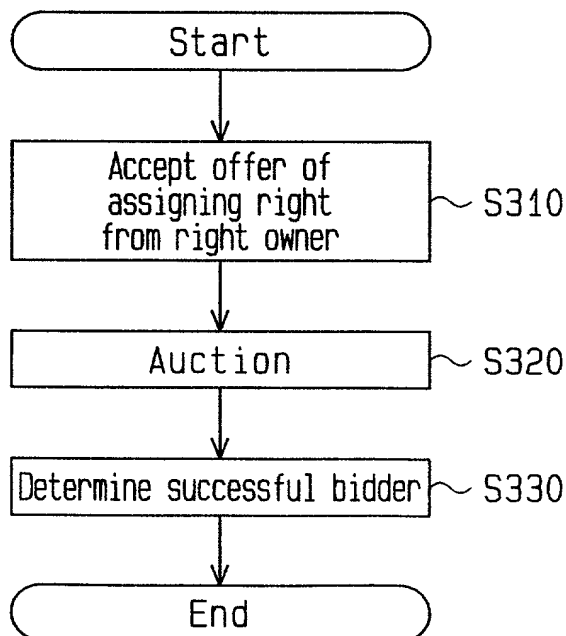 Start
Accept offer of
assigning right
from right owner
S310
Auction
S320
Determine successful bidder
S330
End